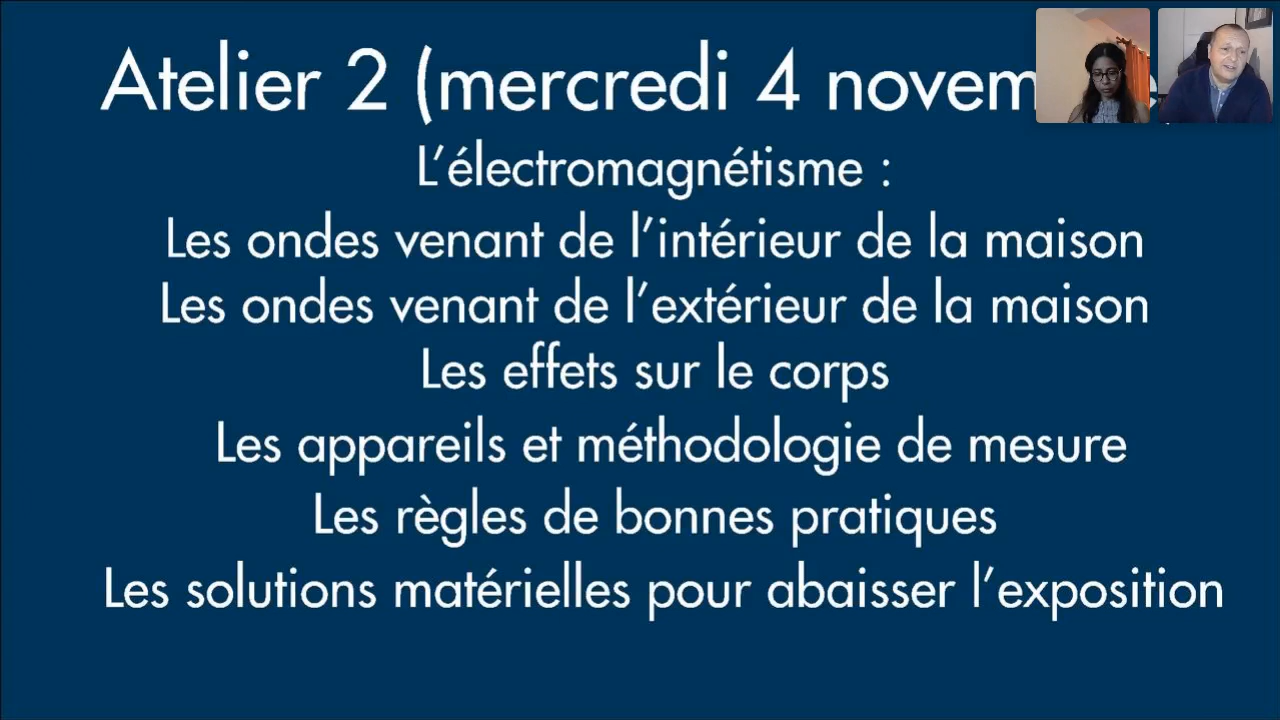 Atelier 2 (mercredi 4 novem
L’électromagnétisme :
Les ondes venant de l’intérieur de la maison
Les ondes venant de l’extérieur de la maison
Les effets sur le corps
Les appareils et méthodologie de mesure
Les règles de bonnes pratiques
Les solutions matérielles pour abaisser l’exposition